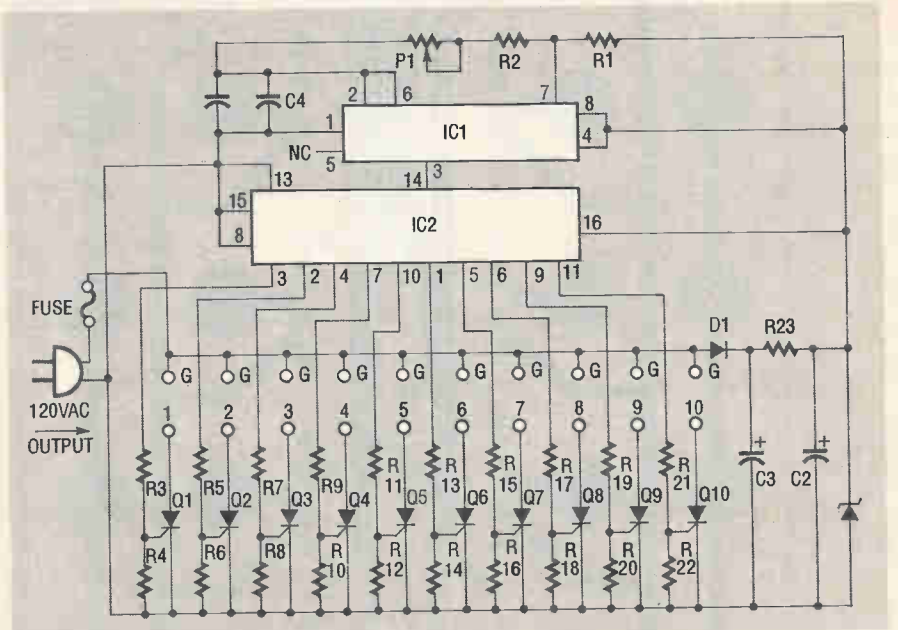 P1
R2
R1
C4
2
6
7
8
1
IC1
4
NC
5
3
13
14
15
IC2
16
8
3
2
4
7
10
1
5
6
9
11
FUSE
D1
R23
G
G
G
G
G
G
G
G
G
G
120VAC
OUTPUT
1
2
3
4
5
6
7
8
9
10
+
+
C3
C2
R3
Q1
R5
Q2
R7
Q3
R9
Q4
R
11
Q5
R
13
Q6
R
15
Q7
R
17
Q8
R
19
Q9
R
21
Q10
R4
R6
R8
R
10
R
12
R
14
R
16
R
18
R
20
R
22